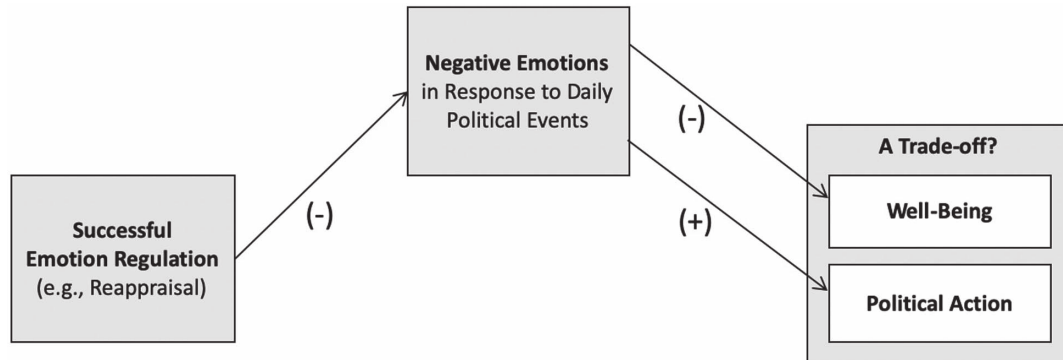 Negative Emotions
in Response to Daily
Political Events
(-)
A Trade-off?
Well-Being
Successful
Emotion Regulation
(e.g., Reappraisal)
(-)
(+)
Political Action